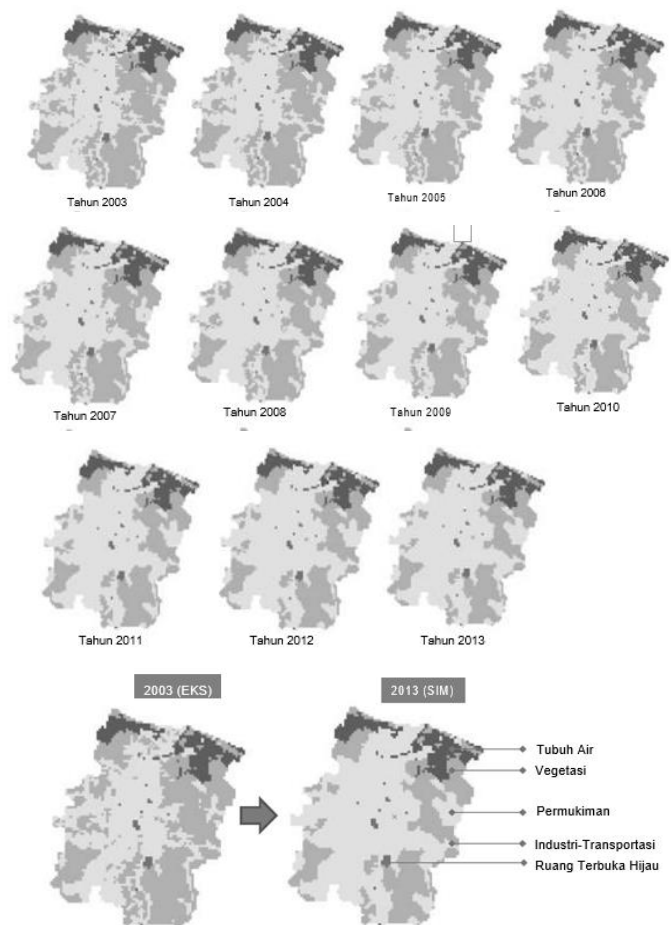 Tahun 2003
Tahun 2004
Tahun 2005
Tahun 2006
Tahun 2007
Tahun 2008
Tahun 2009
Tahun 2010
Tahun 2011
Tahun 2012
Tahun 2013
2003 (EKS)
2013 (SIM)
Tubuh Air
Vegetasi
Permukiman
Industri-Transportasi
Ruang Terbuka Hijau